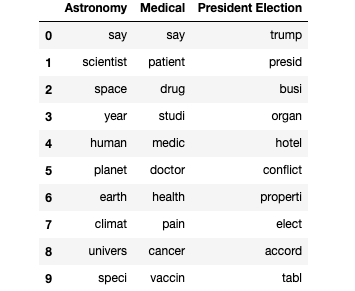 Astronomy Medical President Election
0 say say trump
1 scientist patient presid
2 space drug busi
3 year studi organ
4 human medic hotel
5 planet doctor conflict
6 earth health properti
7 climat pain elect
8 univers cancer accord
9 speci vaccin tabl